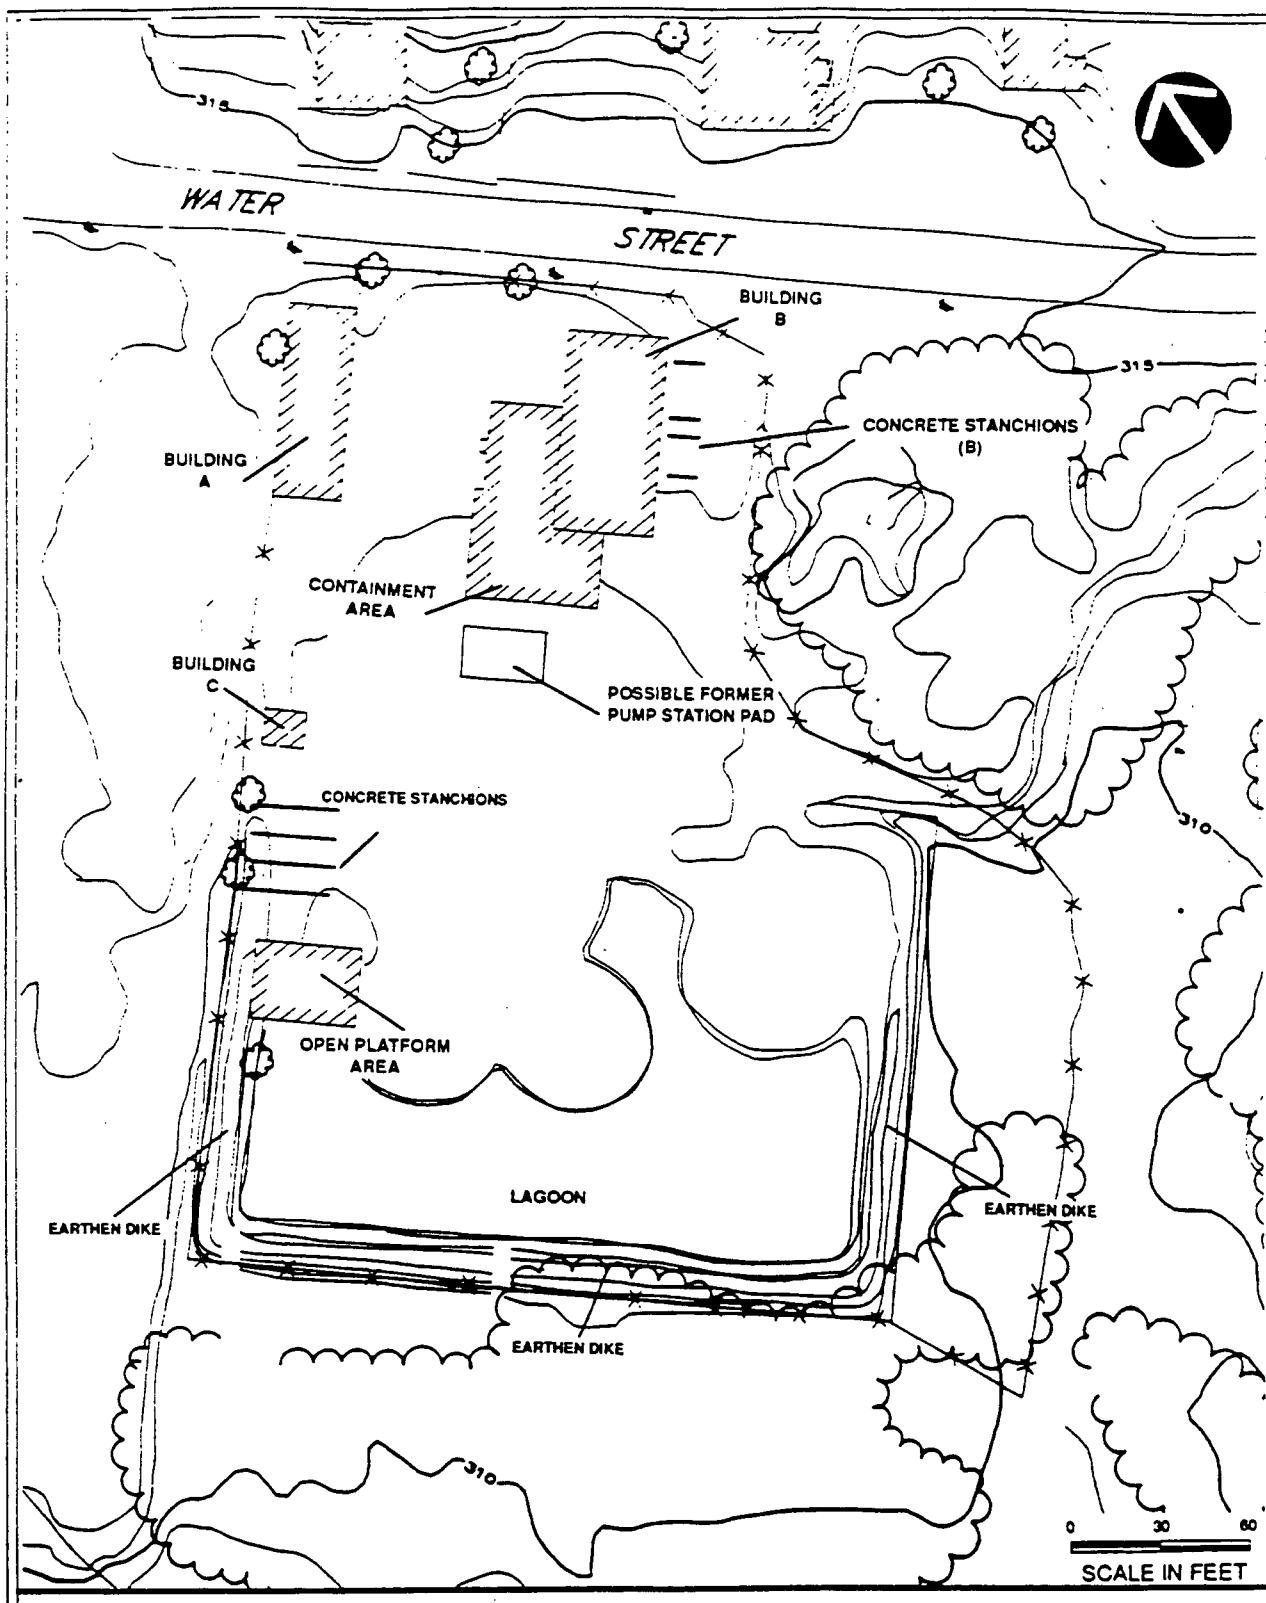 315
WATER
STREET
BUILDING
B
315
CONCRETE STANCHIONS
(B)
BUILDING
A
CONTAINMENT
AREA
BUILDING
C
POSSIBLE FORMER
PUMP STATION PAD
CONCRETE STANCHIONS
310
OPEN PLATFORM
AREA
LAGOON
EARTHEN DIKE
EARTHEN DIKE
EARTHEN DIKE
310
0 30 60
SCALE IN FEET